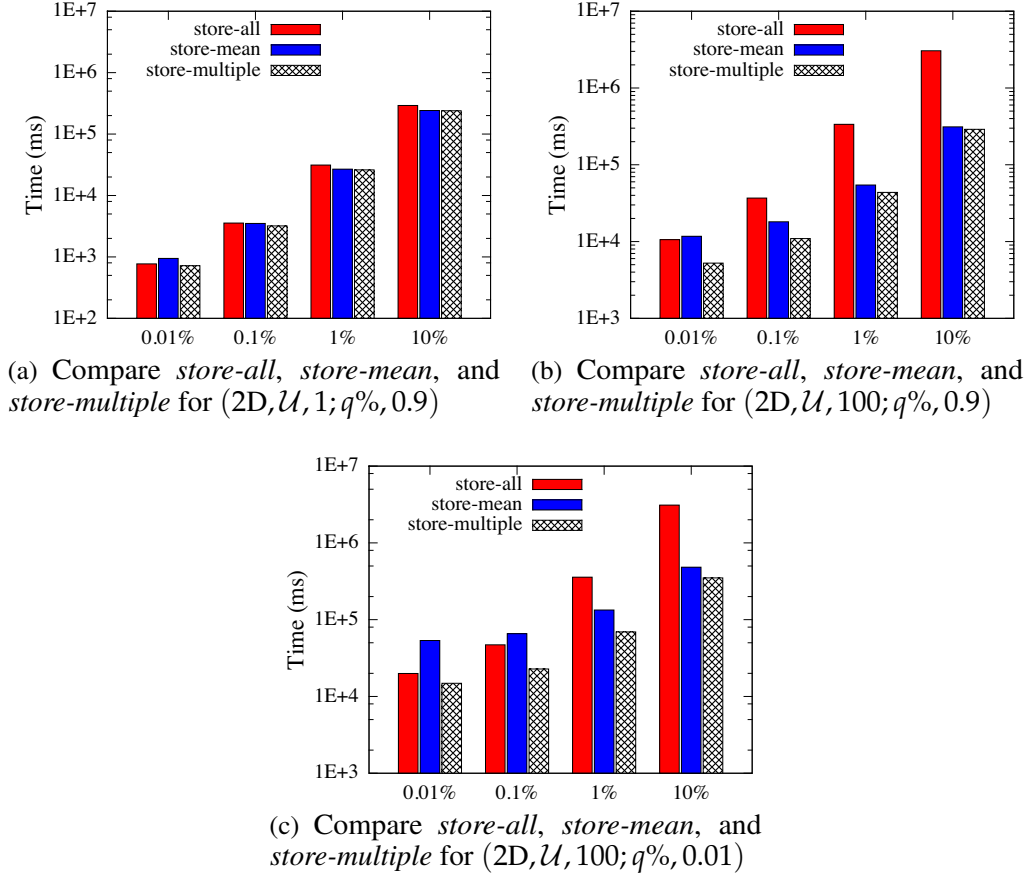 1E+7
1E+6
1E+5
1E+4
1E+3
1E+2
Time (ms)
store-all
store-mean
store-multiple
0.01% 0.1% 1% 10%
(a) Compare store-all, store-mean, and
store-multiple for (2D, 𝒰, 1; q%, 0.9)
1E+7
1E+6
1E+5
1E+4
1E+3
Time (ms)
store-all
store-mean
store-multiple
0.01% 0.1% 1% 10%
(b) Compare store-all, store-mean, and
store-multiple for (2D, 𝒰, 100; q%, 0.9)
1E+7
1E+6
1E+5
1E+4
1E+3
Time (ms)
store-all
store-mean
store-multiple
0.01% 0.1% 1% 10%
(c) Compare store-all, store-mean, and
store-multiple for (2D, 𝒰, 100; q%, 0.01)